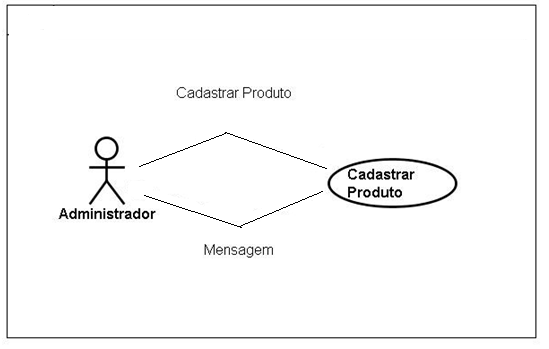 Cadastrar Produto
Cadastrar
Produto
Administrador
Mensagem